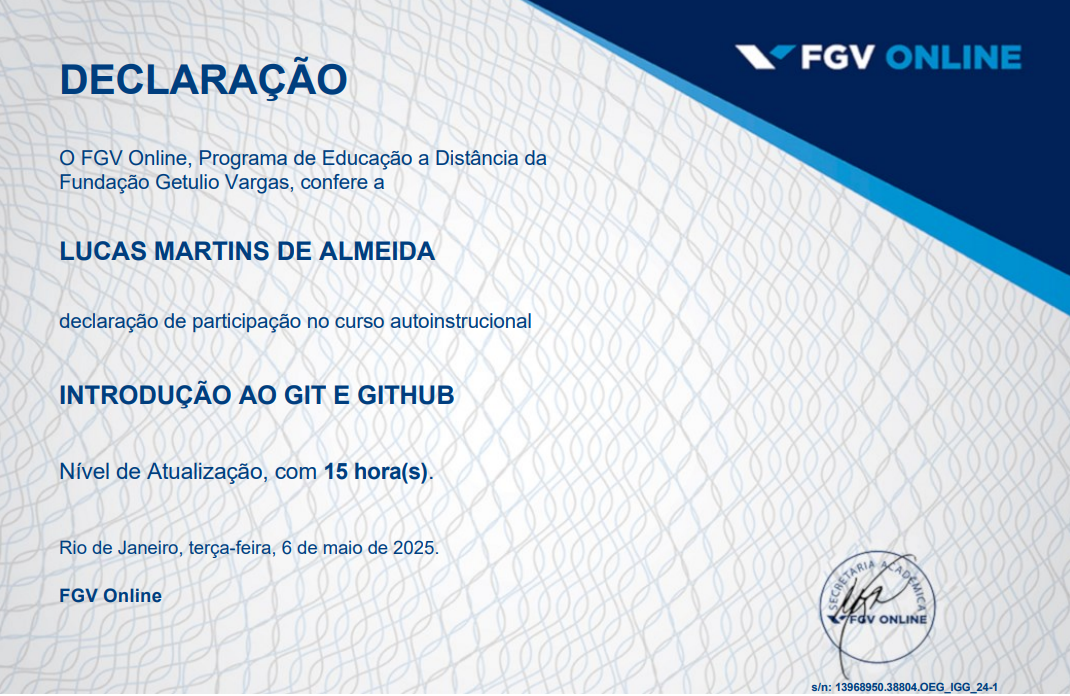 FGV ONLINE
DECLARAÇÃO
O FGV Online, Programa de Educação a Distância da
Fundação Getulio Vargas, confere a
LUCAS MARTINS DE ALMEIDA
declaração de participação no curso autoinstrucional
INTRODUÇÃO AO GIT E GITHUB
Nível de Atualização, com 15 hora(s).
Rio de Janeiro, terça-feira, 6 de maio de 2025.
FGV Online
SECRETARIA ACADÊMICA
FGV ONLINE
s/n: 13968950.38804.OEG_IGG_24-1